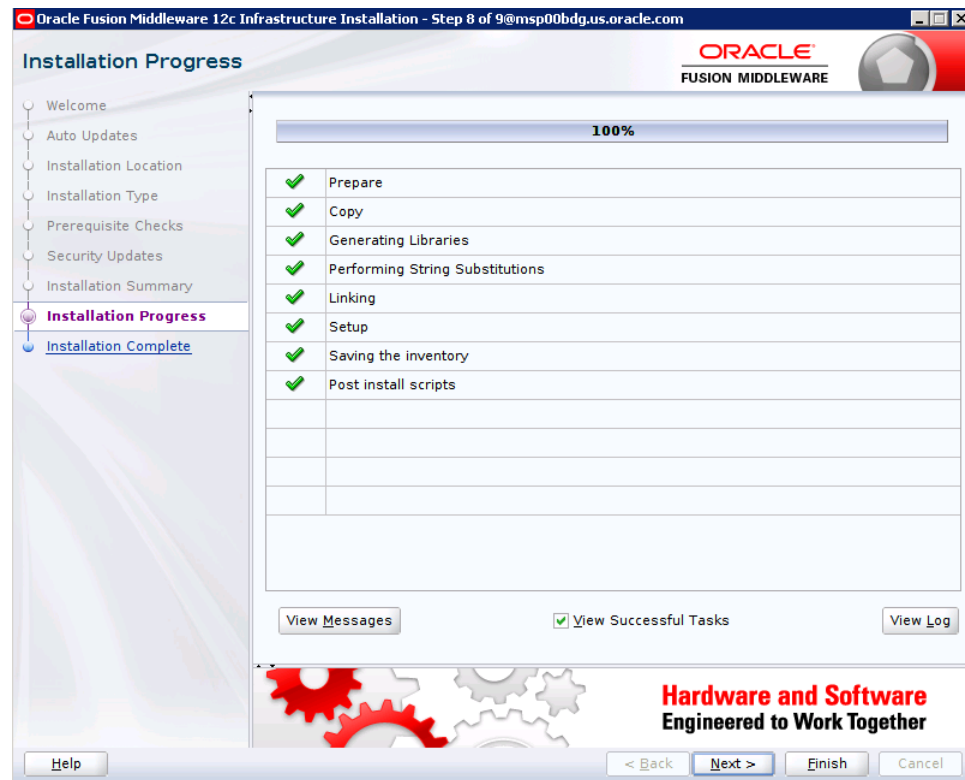 Oracle Fusion Middleware 12c Infrastructure Installation - Step 8 of 9@msp00bdg.us.oracle.com
Installation Progress
ORACLE
FUSION MIDDLEWARE
Welcome
Auto Updates
Installation Location
Installation Type
Prerequisite Checks
Security Updates
Installation Summary
Installation Progress
Installation Complete
100%
Prepare
Copy
Generating Libraries
Performing String Substitutions
Linking
Setup
Saving the inventory
Post install scripts
View Messages
View Successful Tasks
View Log
Hardware and Software
Engineered to Work Together
Help
< Back
Next >
Finish
Cancel